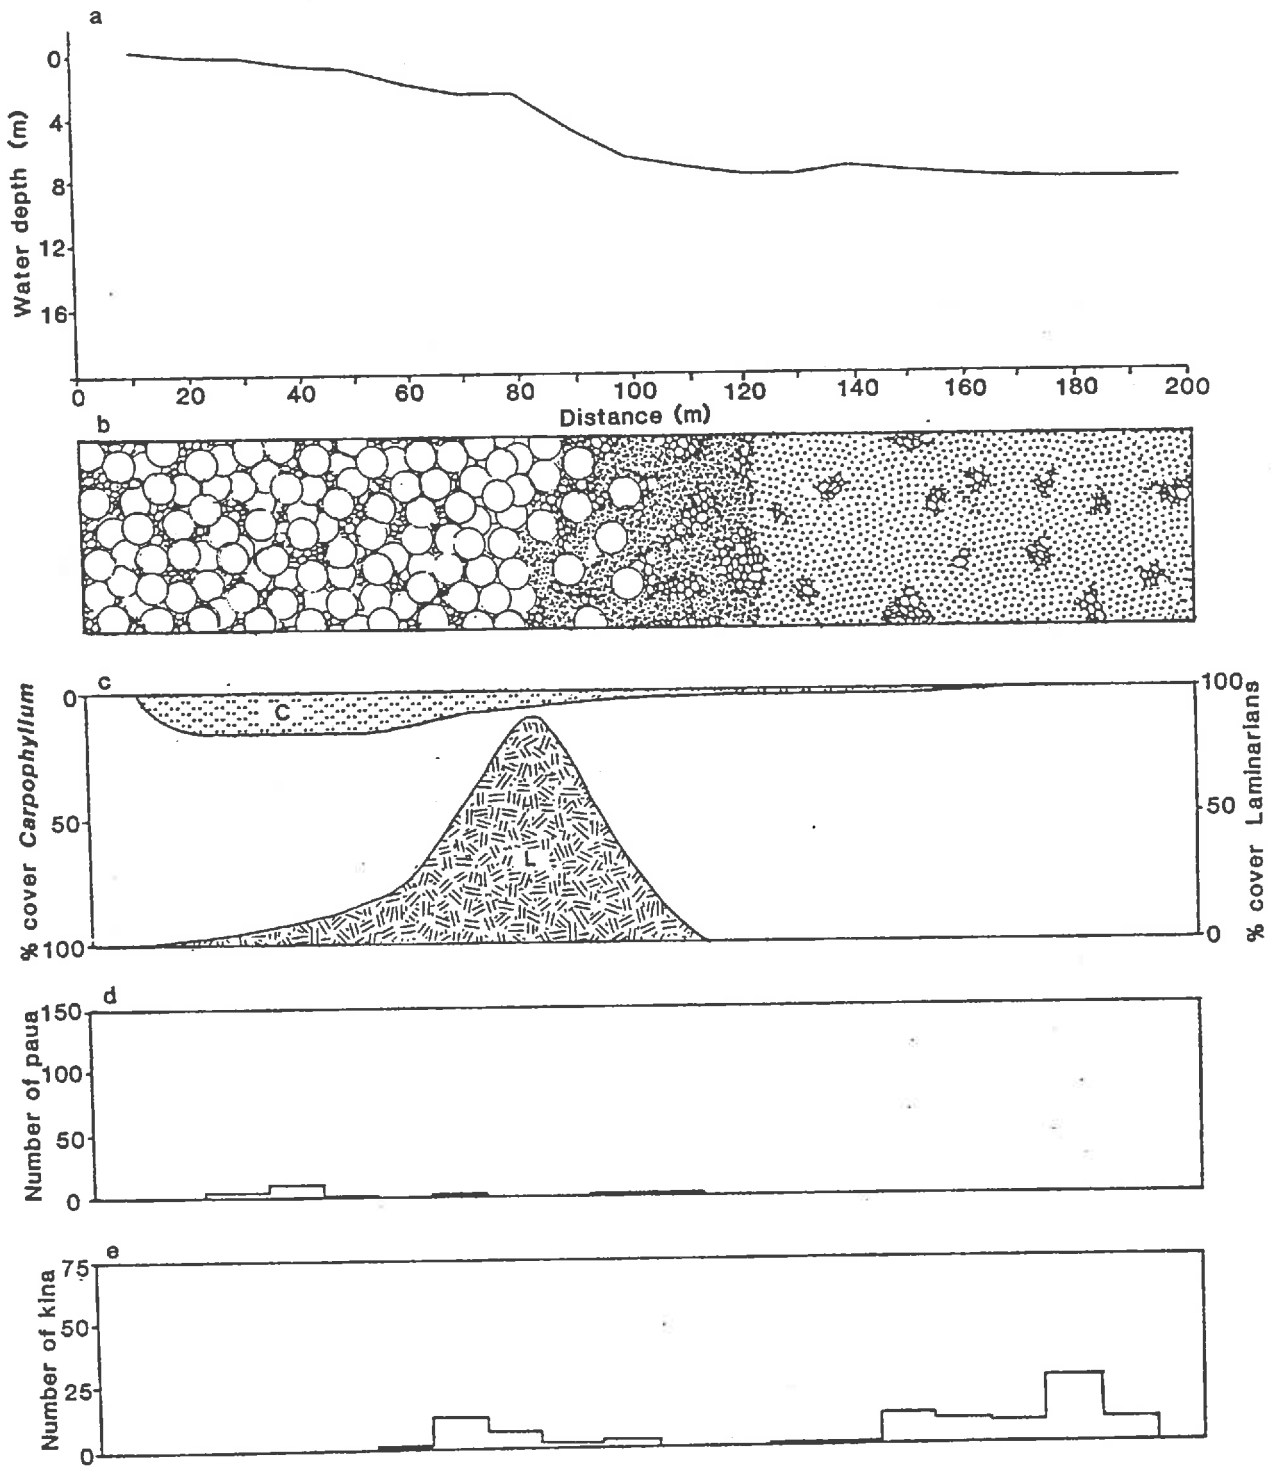 a
Water depth (m)
0
4
8
12
16
0 20 40 60 80 100 120 140 160 180 200
Distance (m)
b
c
% cover Carpophyllum
0
50
100
C
L
100
50
0
% cover Laminarians
d
Number of paua
150
100
50
0
e
Number of kina
75
50
25
0